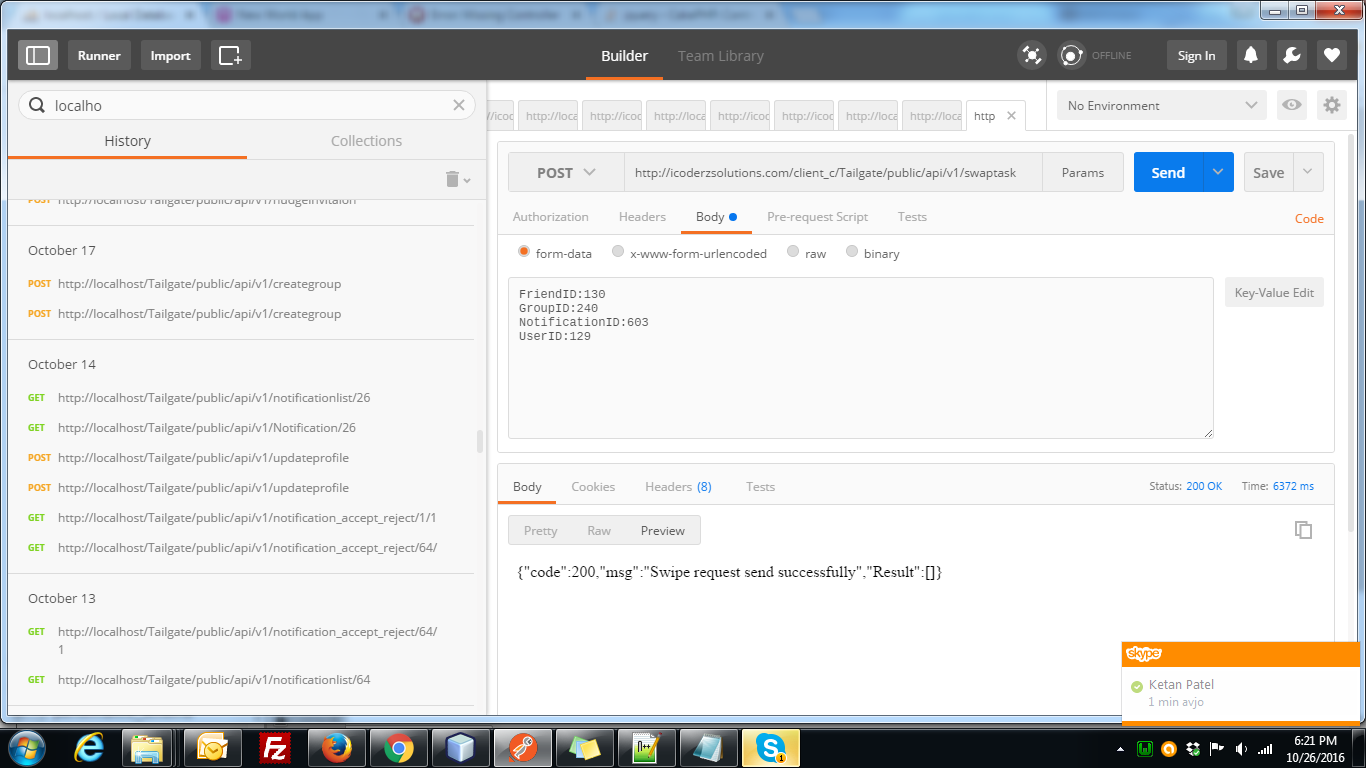 Runner
Import
Builder
Team Library
OFFLINE
Sign In
localho
History
Collections
POST http://localhost/Tailgate/public/api/v1/nudgeinvitaion
October 17
POST http://localhost/Tailgate/public/api/v1/creategroup
POST http://localhost/Tailgate/public/api/v1/creategroup
October 14
GET http://localhost/Tailgate/public/api/v1/notificationlist/26
GET http://localhost/Tailgate/public/api/v1/Notification/26
POST http://localhost/Tailgate/public/api/v1/updateprofile
POST http://localhost/Tailgate/public/api/v1/updateprofile
GET http://localhost/Tailgate/public/api/v1/notification_accept_reject/1/1
GET http://localhost/Tailgate/public/api/v1/notification_accept_reject/64/
October 13
GET http://localhost/Tailgate/public/api/v1/notification_accept_reject/64/
1
GET http://localhost/Tailgate/public/api/v1/notificationlist/64
/icoc http://loca http://icoc http://loca http://icoc http://icoc http://loca http://loca http
No Environment
POST http://icoderzsolutions.com/client_c/Tailgate/public/api/v1/swaptask Params Send Save
Authorization Headers Body Pre-request Script Tests Code
form-data x-www-form-urlencoded raw binary
FriendID:130
GroupID:240
NotificationID:603
UserID:129
Key-Value Edit
Body Cookies Headers (8) Tests Status: 200 OK Time: 6372 ms
Pretty Raw Preview
{"code":200,"msg":"Swipe request send successfully","Result":[]}
skype
Ketan Patel
1 min avjo
6:21 PM
10/26/2016